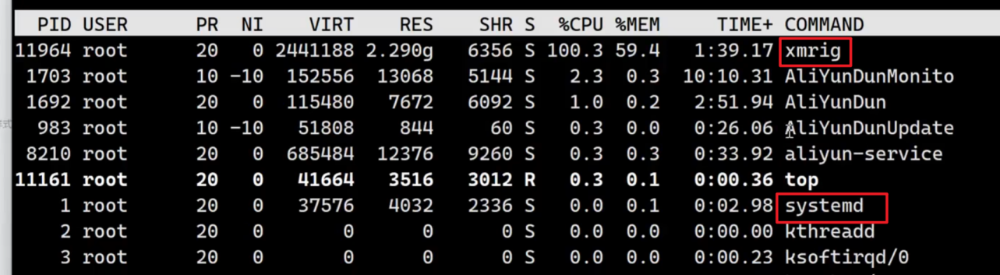 PID USER PR NI VIRT RES SHR S %CPU %MEM TIME+ COMMAND
11964 root 20 0 2441188 2.290g 6356 S 100.3 59.4 1:39.17 xmrig
1703 root 10 -10 152556 13068 5144 S 2.3 0.3 10:10.31 AliYunDunMonito
1692 root 20 0 115480 7672 6092 S 1.0 0.2 2:51.94 AliYunDun
983 root 10 -10 51808 844 60 S 0.3 0.0 0:26.06 AliYunDunUpdate
8210 root 20 0 685484 12376 9260 S 0.3 0.3 0:33.92 aliyun-service
11161 root 20 0 41664 3516 3012 R 0.3 0.1 0:00.36 top
1 root 20 0 37576 4032 2336 S 0.0 0.1 0:02.98 systemd
2 root 20 0 0 0 0 S 0.0 0.0 0:00.00 kthreadd
3 root 20 0 0 0 0 S 0.0 0.0 0:00.23 ksoftirqd/0